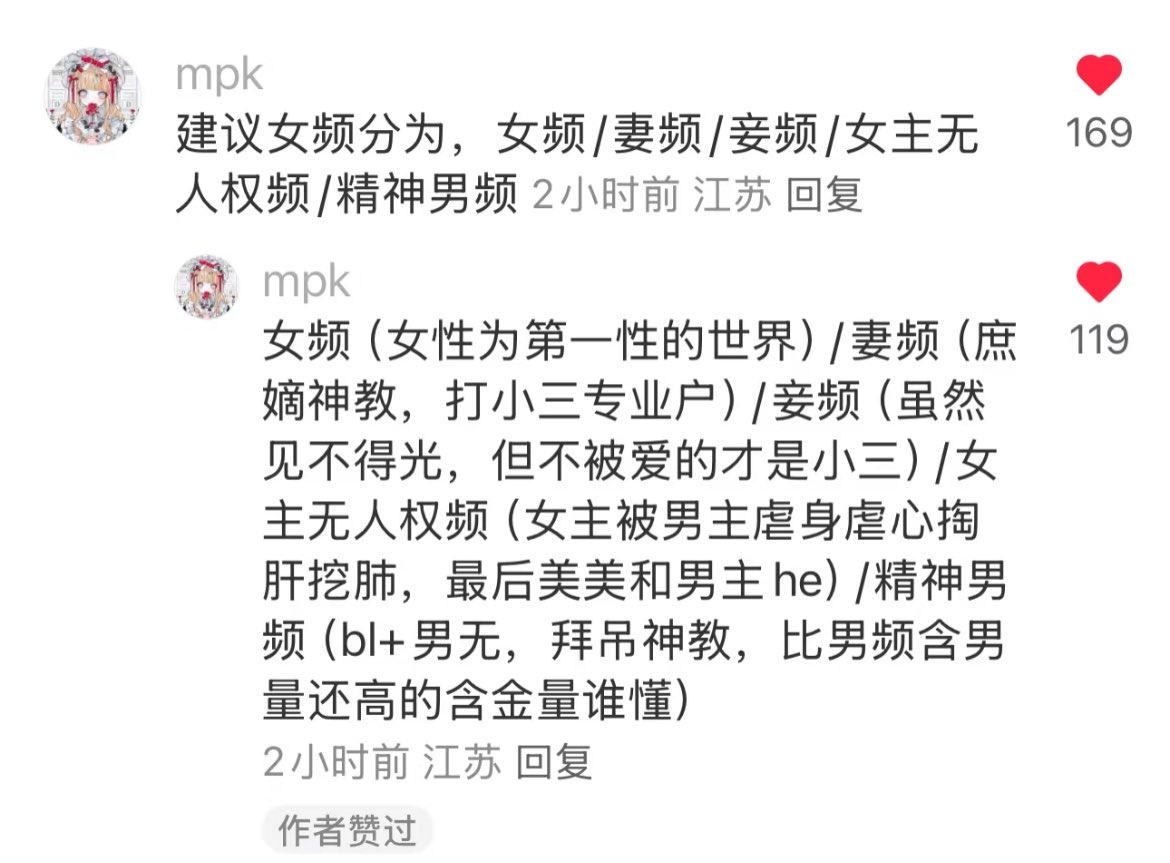 mpk
建议女频分为，女频/妻频/妾频/女主无
人权频/精神男频 2小时前 江苏 回复
169
mpk
女频（女性为第一性的世界）/妻频（庶
嫡神教，打小三专业户）/妾频（虽然
见不得光，但不被爱的才是小三）/女
主无人权频（女主被男主虐身虐心掏
肝挖肺，最后美美和男主he）/精神男
频（bl+男无，拜吊神教，比男频含男
量还高的含金量谁懂）
119
2小时前 江苏 回复
作者赞过